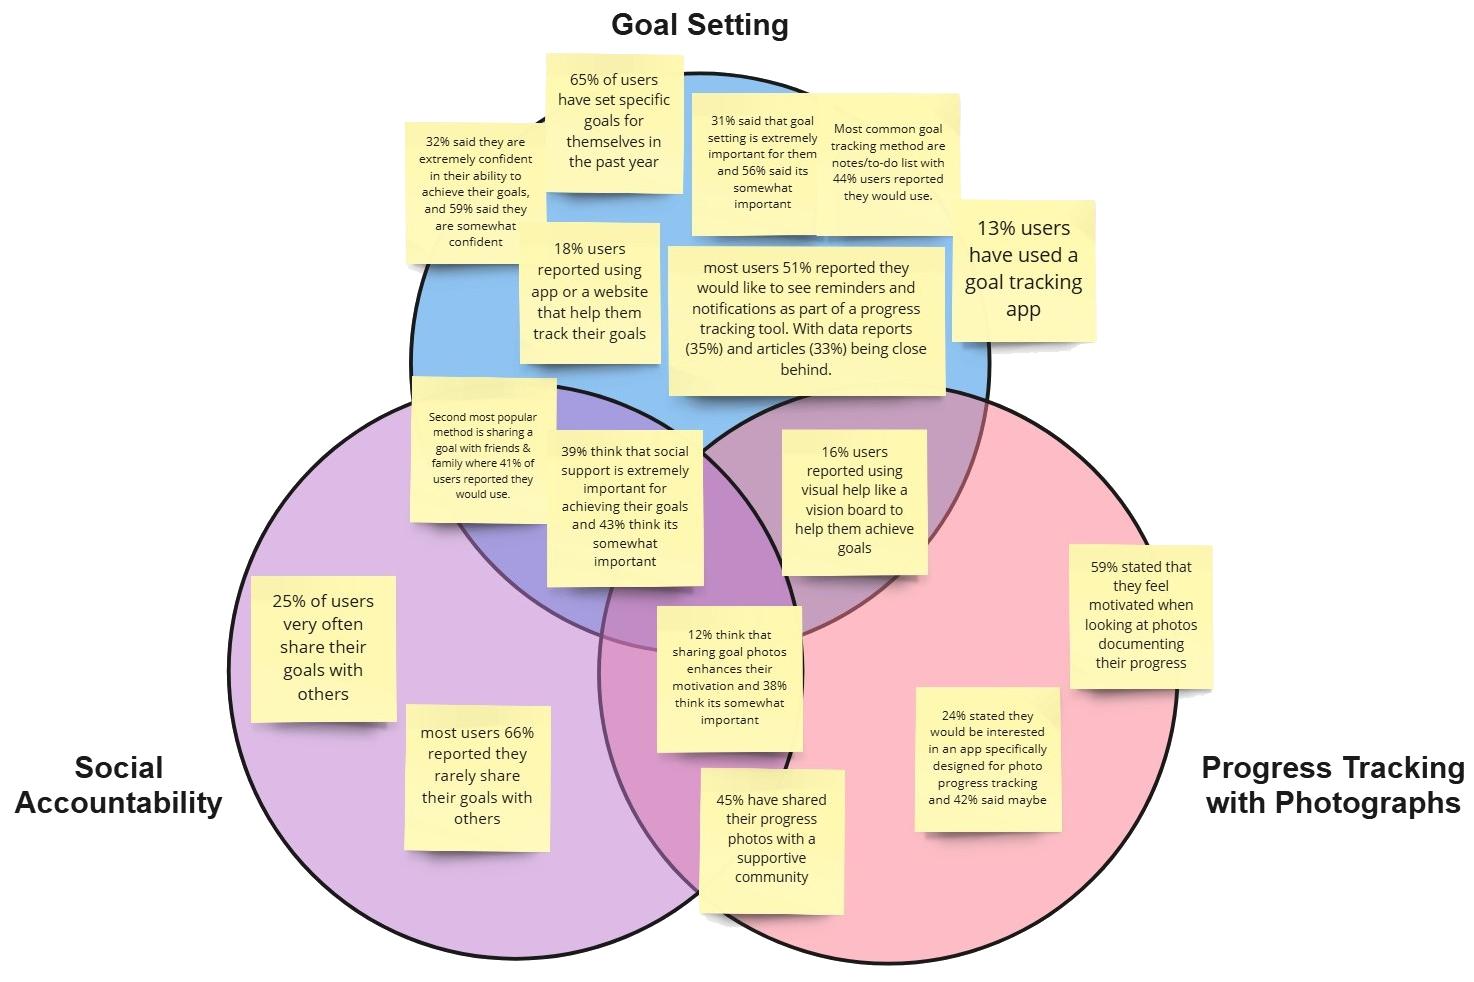 Goal Setting
65% of users
have set specific
goals for
themselves in
the past year
32% said they are
extremely confident
in their ability to
achieve their goals,
and 59% said they
are somewhat
confident
31% said that goal
setting is extremely
important for them
and 56% said its
somewhat
important
Most common goal
tracking method are
notes/to-do list with
44% users reported
they would use.
13% users
have used a
goal tracking
app
18% users
reported using
app or a website
that help them
track their goals
most users 51% reported they
would like to see reminders and
notifications as part of a progress
tracking tool. With data reports
(35%) and articles (33%) being close
behind.
Second most popular
method is sharing a
goal with friends &
family where 41% of
users reported they
would use.
39% think that social
support is extremely
important for
achieving their goals
and 43% think its
somewhat
important
16% users
reported using
visual help like a
vision board to
help them achieve
goals
59% stated that
they feel
motivated when
looking at photos
documenting
their progress
25% of users
very often
share their
goals with
others
12% think that
sharing goal photos
enhances their
motivation and 38%
think its somewhat
important
24% stated they
would be interested
in an app specifically
designed for photo
progress tracking
and 42% said maybe
most users 66%
reported they
rarely share
their goals with
others
45% have shared
their progress
photos with a
supportive
community
Social
Accountability
Progress Tracking
with Photographs